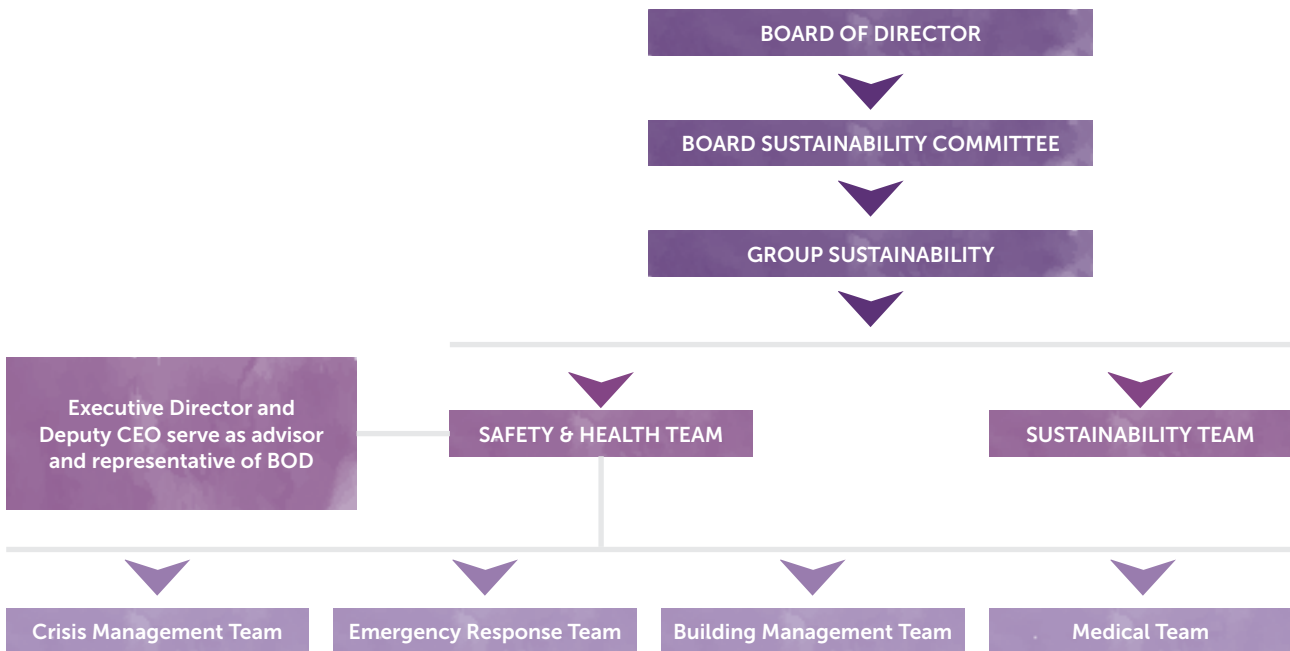 BOARD OF DIRECTOR
BOARD SUSTAINABILITY COMMITTEE
GROUP SUSTAINABILITY
Executive Director and
Deputy CEO serve as advisor
and representative of BOD
SAFETY & HEALTH TEAM
SUSTAINABILITY TEAM
Crisis Management Team
Emergency Response Team
Building Management Team
Medical Team